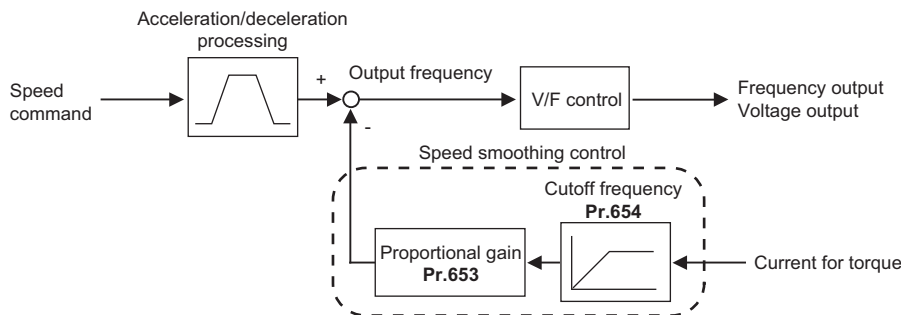 Acceleration/deceleration
processing
Speed
command
+
Output frequency
-
V/F control
Frequency output
Voltage output
Speed smoothing control
Cutoff frequency
Pr.654
Proportional gain
Pr.653
Current for torque